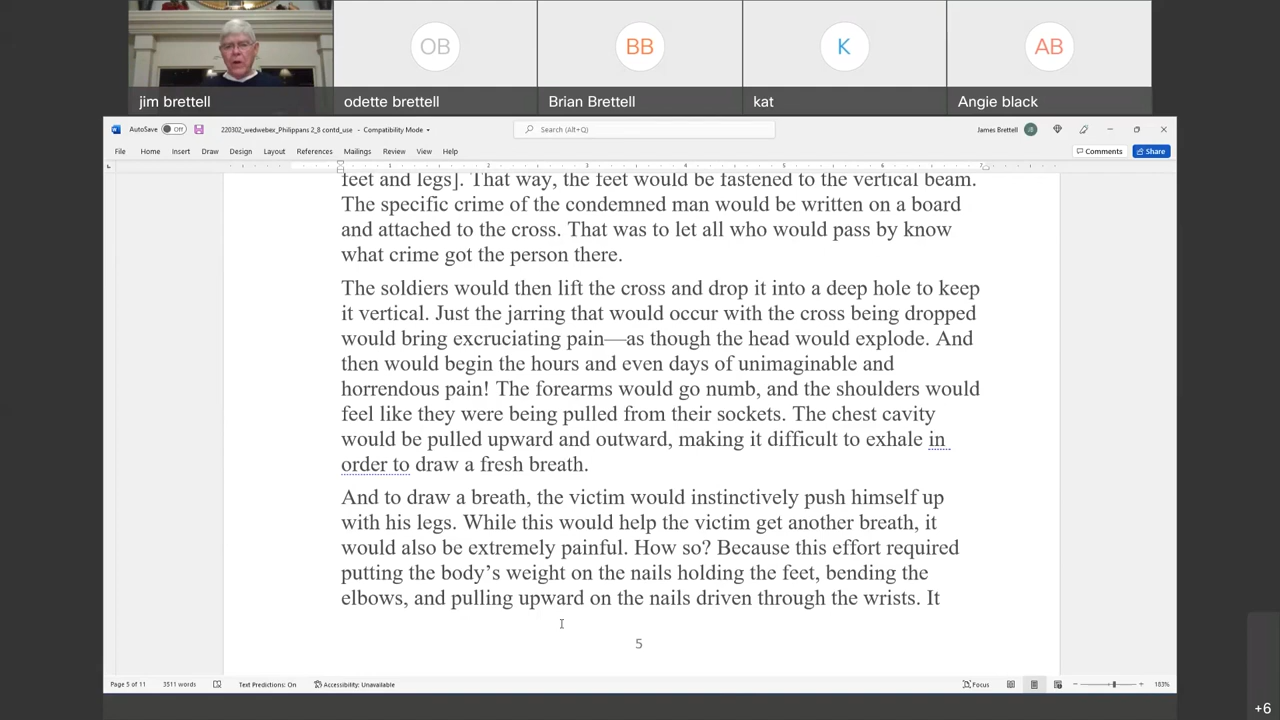 OB
BB
K
AB
jim brettell
odette brettell
Brian Brettell
kat
Angie black
AutoSave Off
220302_wedwebex_Philippans 2_8 contd_use - Compatibility Mode
Search (Alt+Q)
James Brettell
File Home Insert Draw Design Layout References Mailings Review View Help
Comments Share
1 2 3 4 5 6 7
feet and legs]. That way, the feet would be fastened to the vertical beam.
The specific crime of the condemned man would be written on a board
and attached to the cross. That was to let all who would pass by know
what crime got the person there.
The soldiers would then lift the cross and drop it into a deep hole to keep
it vertical. Just the jarring that would occur with the cross being dropped
would bring excruciating pain—as though the head would explode. And
then would begin the hours and even days of unimaginable and
horrendous pain! The forearms would go numb, and the shoulders would
feel like they were being pulled from their sockets. The chest cavity
would be pulled upward and outward, making it difficult to exhale in
order to draw a fresh breath.
And to draw a breath, the victim would instinctively push himself up
with his legs. While this would help the victim get another breath, it
would also be extremely painful. How so? Because this effort required
putting the body's weight on the nails holding the feet, bending the
elbows, and pulling upward on the nails driven through the wrists. It
5
Page 5 of 11 3511 words Text Predictions: On Accessibility: Unavailable Focus 183%
+6